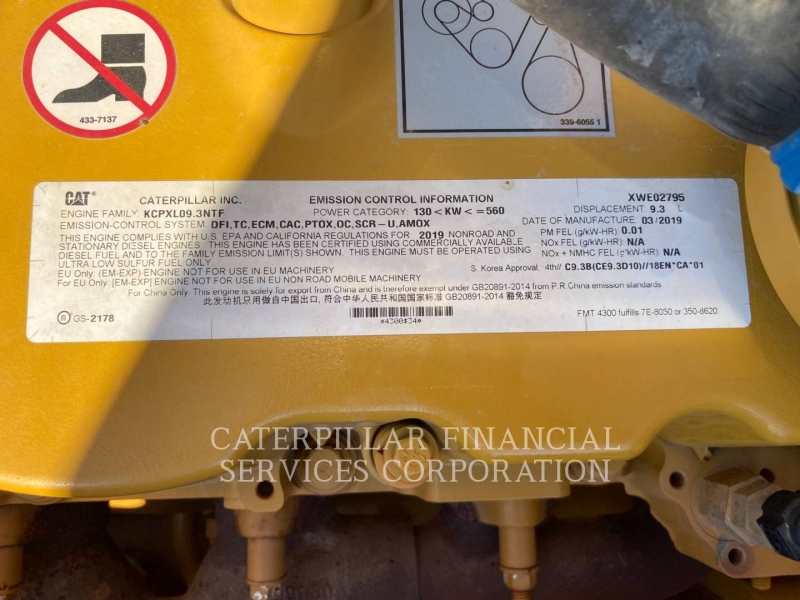 433-7137
339-6055 1
CAT®
CATERPILLAR INC.
EMISSION CONTROL INFORMATION
XWE02795
ENGINE FAMILY: KCPXL09.3NTF
POWER CATEGORY: 130<KW<=560
DISPLACEMENT: 9.3 L
EMISSION-CONTROL SYSTEM: DFI,TC,ECM,CAC,PTOX,OC,SCR-U,AMOX
DATE OF MANUFACTURE 03/2019
THIS ENGINE COMPLIES WITH U.S. EPA AND CALIFORNIA REGULATIONS FOR 2019 NONROAD AND
STATIONARY DIESEL ENGINES. THIS ENGINE HAS BEEN CERTIFIED USING COMMERCIALLY AVAILABLE
DIESEL FUEL AND TO THE FAMILY EMISSION LIMIT(S) SHOWN. THIS ENGINE MUST BE OPERATED USING
ULTRA LOW SULFUR FUEL ONLY
PM FEL (g/kW-HR) 0.01
NOx FEL (g/kW-HR) N/A
NOx + NMHC FEL (g/kW-HR) N/A
EU Only: (EM-EXP) ENGINE NOT FOR USE IN EU MACHINERY
For EU Only: [EM-EXP] ENGINE NOT FOR USE IN EU NON ROAD MOBILE MACHINERY
S. Korea Approval: 4th// C9.3B(CE9.3D10)//18EN*CA*01
For China Only: This engine is solely for export from China and is therefore exempt under GB20891-2014 from P.R.China emission standards
此发动机只用做自中国出口, 符合中华人民共和国国家标准 GB20891-2014 豁免规定
GS-2178
*4300$34*
FMT 4300 fulfills 7E-8050 or 350-8620
CATERPILLAR FINANCIAL
SERVICES CORPORATION